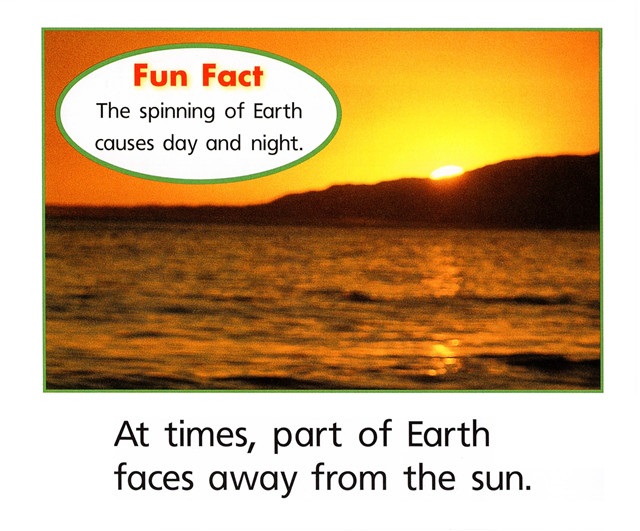 Fun Fact
The spinning of Earth
causes day and night.
At times, part of Earth
faces away from the sun.